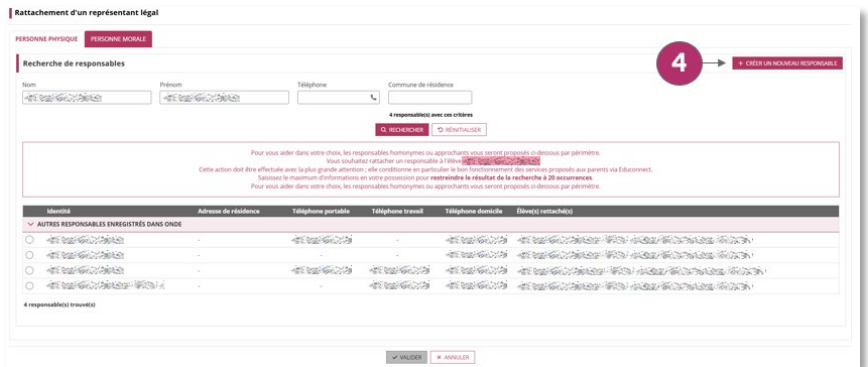 Rattachement d'un représentant légal
PERSONNE PHYSIQUE PERSONNE MORALE
Recherche de responsables
4
+ CRÉER UN NOUVEAU RESPONSABLE
Nom Prénom Téléphone Commune de résidence
4 responsable(s) avec ces critères
RECHERCHER RÉINITIALISER
Pour vous aider dans votre choix, les responsables homonymes ou approchants vous seront proposés ci-dessous par périmètre.
Vous souhaitez rattacher un responsable à l'élève
Cette action doit être effectuée avec la plus grande attention ; elle conditionne en particulier le bon fonctionnement des services proposés aux parents via Educonnect.
Saisissez le maximum d'informations en votre possession pour restreindre le résultat de la recherche à 20 occurrences.
Pour vous aider dans votre choix, les responsables homonymes ou approchants vous seront proposés ci-dessous par périmètre.
Identité Adresse de résidence Téléphone portable Téléphone travail Téléphone domicile Élève(s) rattaché(s)
AUTRES RESPONSABLES ENREGISTRÉS DANS ONDE
- -
- - -
-
- -
4 responsable(s) trouvé(s)
VALIDER × ANNULER